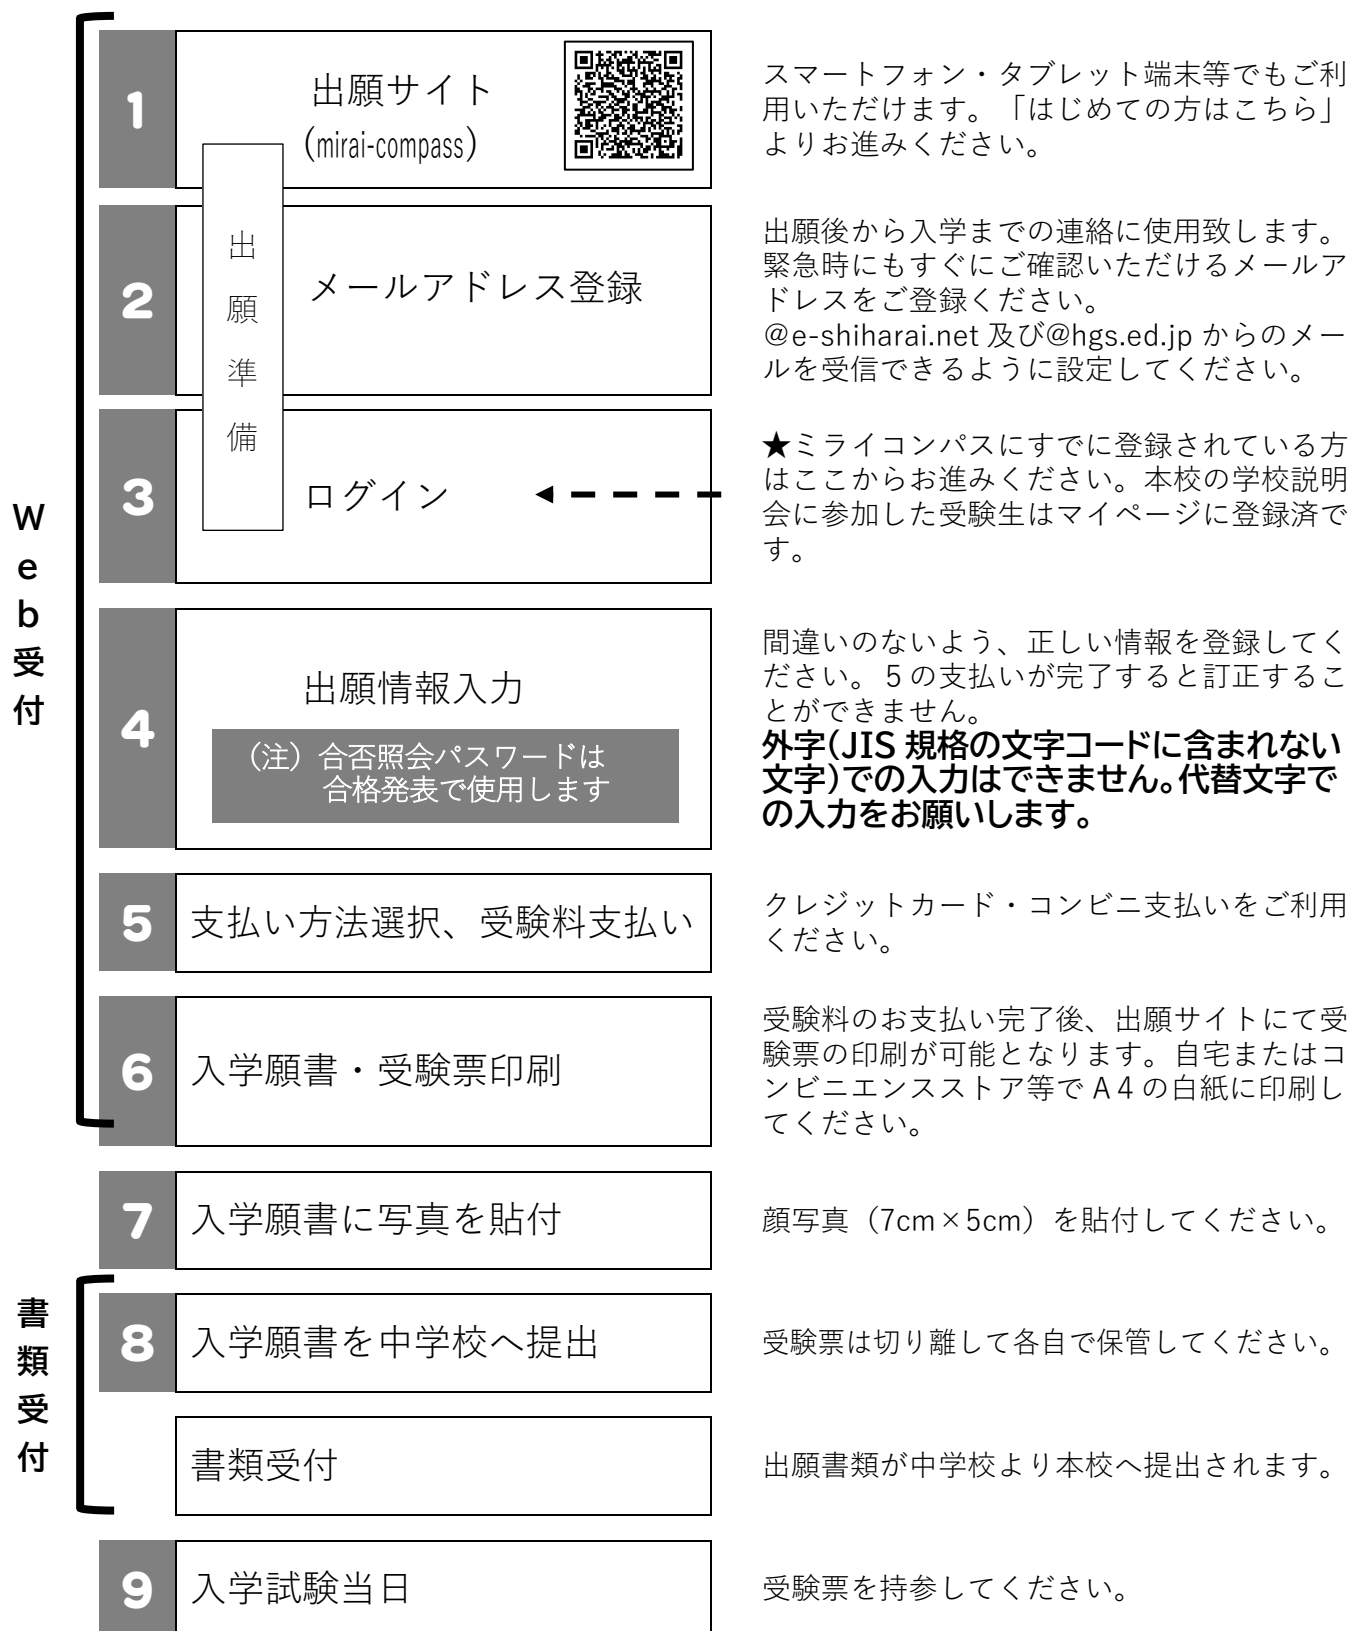 Web受付
出願準備
1
出願サイト
(mirai-compass)
スマートフォン・タブレット端末等でもご利
用いただけます。「はじめての方はこちら」
よりお進みください。
2
メールアドレス登録
出願後から入学までの連絡に使用致します。
緊急時にもすぐにご確認いただけるメールア
ドレスをご登録ください。
@e-shiharai.net 及び@hgs.ed.jp からのメー
ルを受信できるように設定してください。
3
ログイン
★ミライコンパスにすでに登録されている方
はここからお進みください。本校の学校説明
会に参加した受験生はマイページに登録済で
す。
4
出願情報入力
（注）合否照会パスワードは
合格発表で使用します
間違いのないよう、正しい情報を登録してく
ださい。５の支払いが完了すると訂正するこ
とができません。
外字(JIS 規格の文字コードに含まれない
文字)での入力はできません。代替文字で
の入力をお願いします。
5
支払い方法選択、受験料支払い
クレジットカード・コンビニ支払いをご利用
ください。
6
入学願書・受験票印刷
受験料のお支払い完了後、出願サイトにて受
験票の印刷が可能となります。自宅またはコ
ンビニエンスストア等でＡ４の白紙に印刷し
てください。
7
入学願書に写真を貼付
顔写真（7cm×5cm）を貼付してください。
書類受付
8
入学願書を中学校へ提出
受験票は切り離して各自で保管してください。
書類受付
出願書類が中学校より本校へ提出されます。
9
入学試験当日
受験票を持参してください。